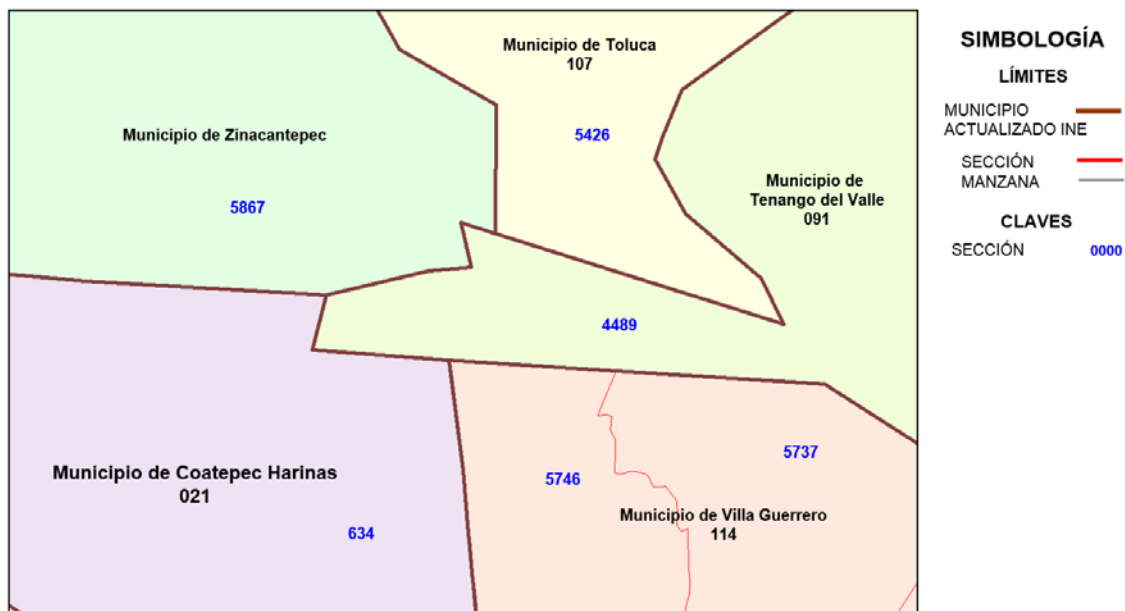 Municipio de Toluca
107
5426
Municipio de Zinacantepec
5867
Municipio de
Tenango del Valle
091
4489
Municipio de Coatepec Harinas
021
634
5746
5737
Municipio de Villa Guerrero
114
SIMBOLOGÍA
LÍMITES
MUNICIPIO
ACTUALIZADO INE
SECCIÓN
MANZANA
CLAVES
SECCIÓN 0000